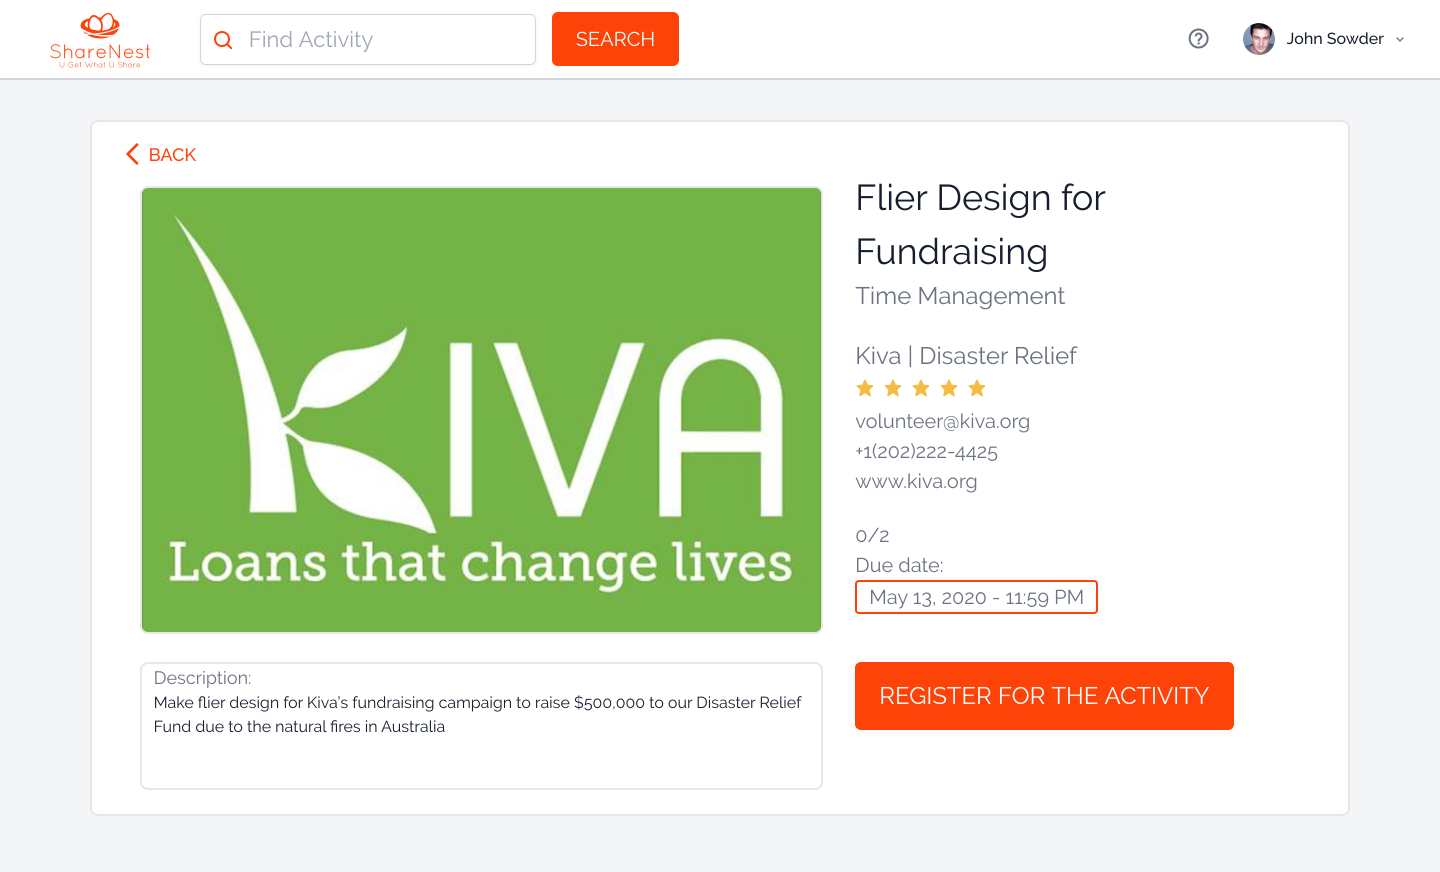 ShareNest
U Get What U Share
Find Activity
SEARCH
John Sowder
BACK
KIVA
Loans that change lives
Flier Design for
Fundraising
Time Management
Kiva | Disaster Relief
volunteer@kiva.org
+1(202)222-4425
www.kiva.org
0/2
Due date:
May 13, 2020 - 11:59 PM
Description:
Make flier design for Kiva's fundraising campaign to raise $500,000 to our Disaster Relief
Fund due to the natural fires in Australia
REGISTER FOR THE ACTIVITY